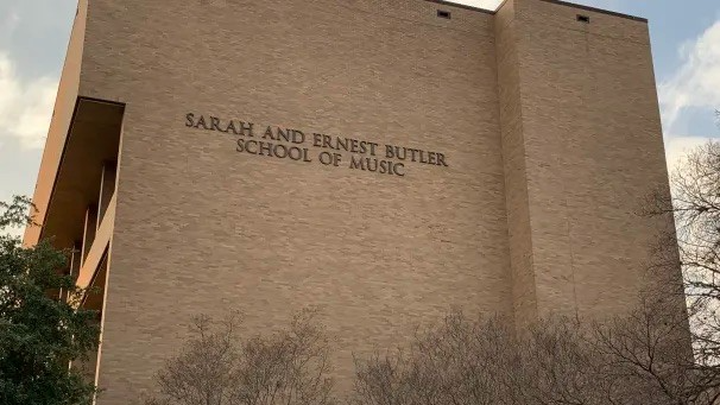 SARAH AND ERNEST BUTLER
SCHOOL OF MUSIC